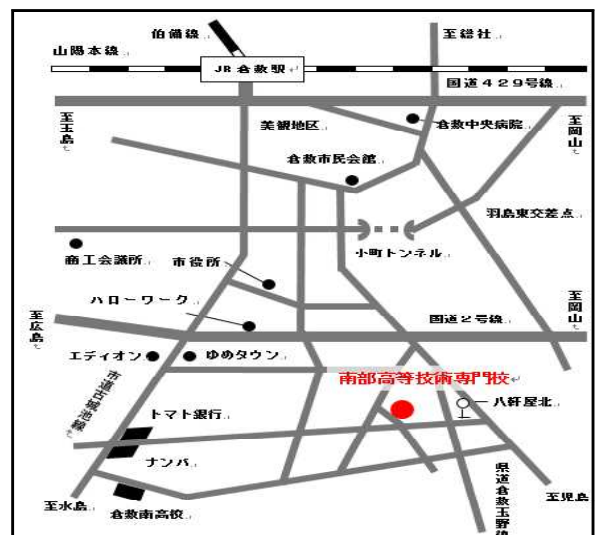 伯備線
至総社
山陽本線
JR倉敷駅
国道429号線
至玉島
美観地区
倉敷中央病院
至岡山
倉敷市民会館
羽島東交差点
小町トンネル
商工会議所
市役所
至岡山
ハローワーク
国道2号線
至広島
エディオン
ゆめタウン
南部高等技術専門校
市道古城池線
トマト銀行
八軒屋北
ナンバ
県道倉敷玉野線
至水島
倉敷南高校
至児島